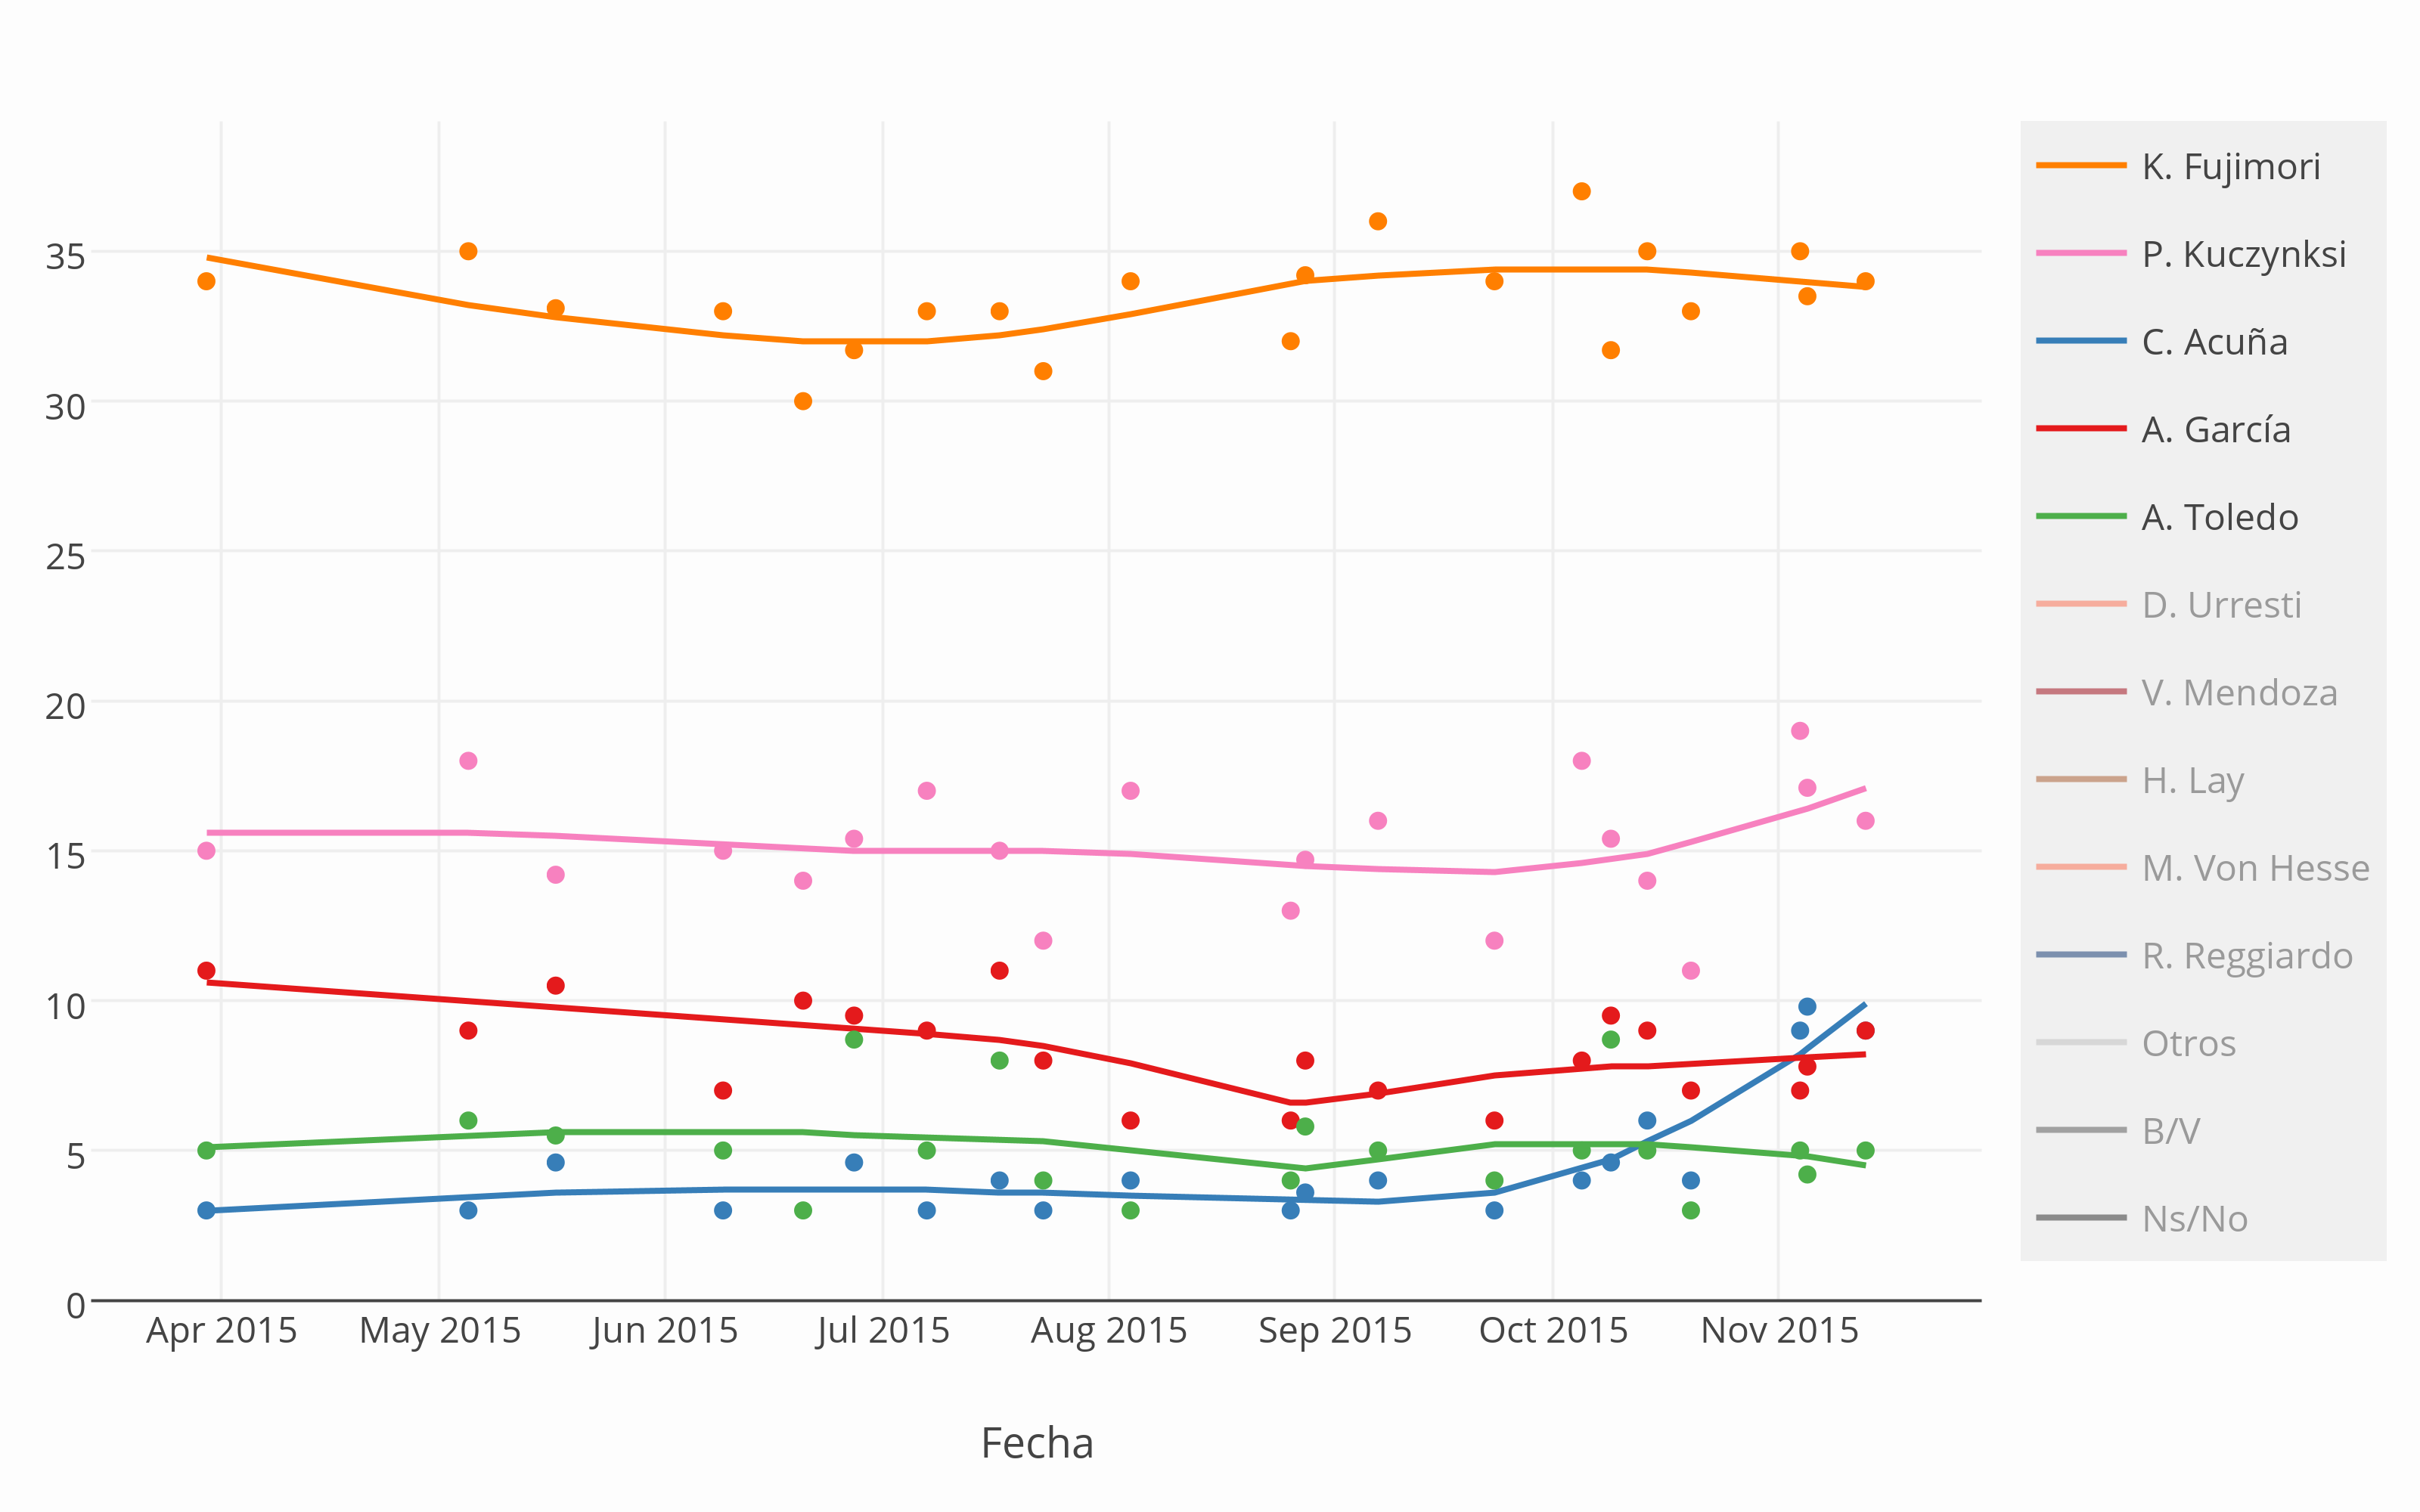 35
30
25
20
15
10
5
0
Apr 2015
May 2015
Jun 2015
Jul 2015
Aug 2015
Sep 2015
Oct 2015
Nov 2015
Fecha
K. Fujimori
P. Kuczynksi
C. Acuña
A. García
A. Toledo
D. Urresti
V. Mendoza
H. Lay
M. Von Hesse
R. Reggiardo
Otros
B/V
Ns/No